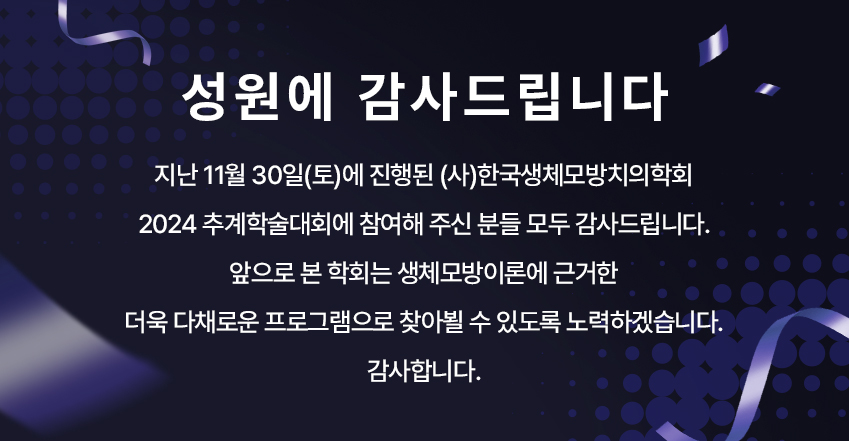 성원에 감사드립니다
지난 11월 30일(토)에 진행된 (사)한국생체모방치의학회
2024 추계학술대회에 참여해 주신 분들 모두 감사드립니다.
앞으로 본 학회는 생체모방이론에 근거한
더욱 다채로운 프로그램으로 찾아뵐 수 있도록 노력하겠습니다.
감사합니다.